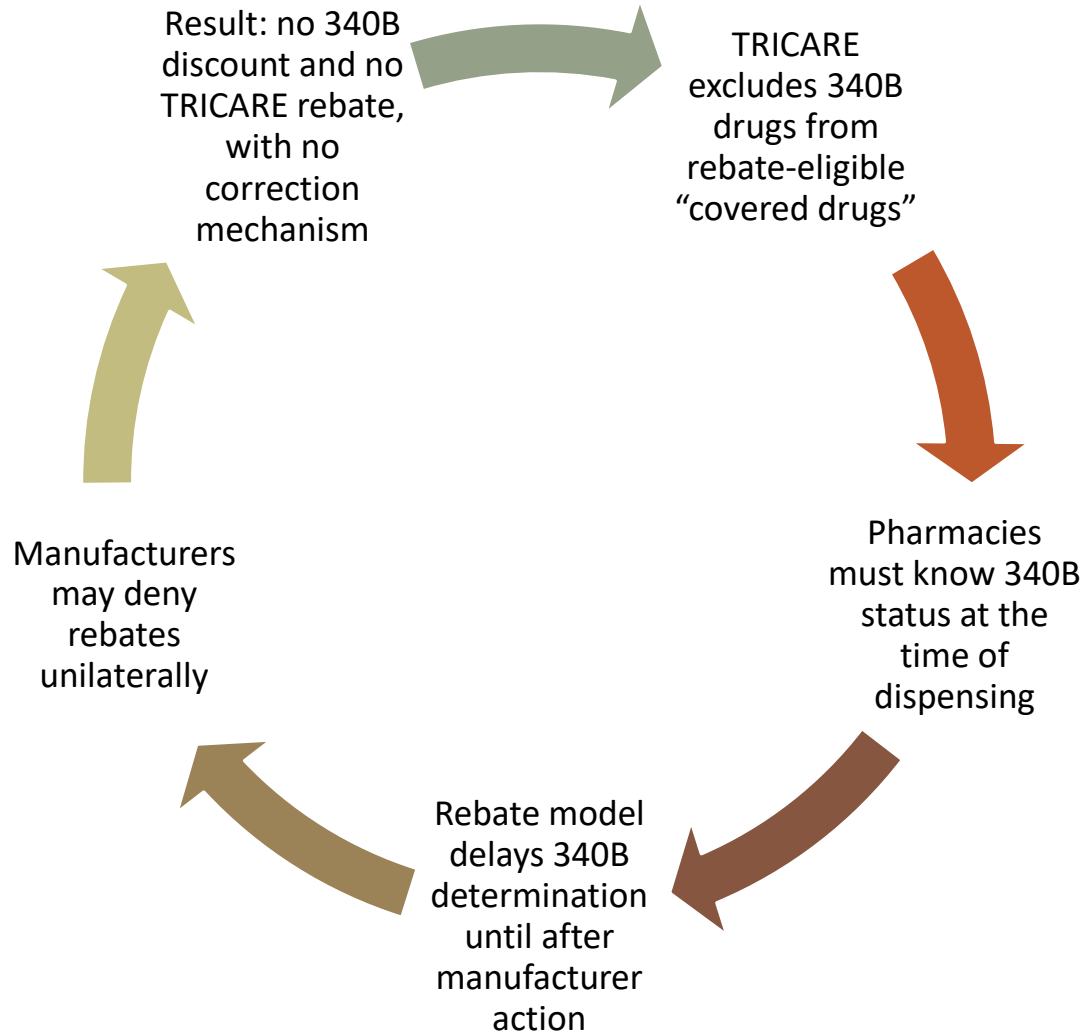 Result: no 340B
discount and no
TRICARE rebate,
with no
correction
mechanism
TRICARE
excludes 340B
drugs from
rebate-eligible
“covered drugs”
Pharmacies
must know 340B
status at the
time of
dispensing
Rebate model
delays 340B
determination
until after
manufacturer
action
Manufacturers
may deny
rebates
unilaterally